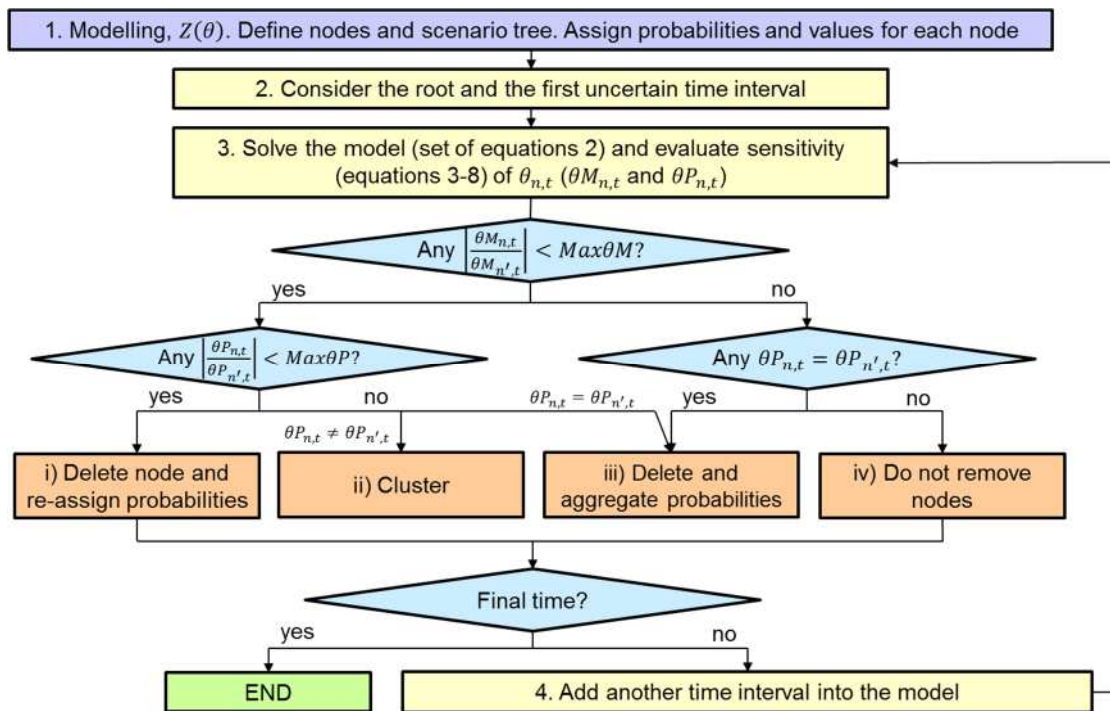 1. Modelling, 𝑍(𝜃). Define nodes and scenario tree. Assign probabilities and values for each node
2. Consider the root and the first uncertain time interval
3. Solve the model (set of equations 2) and evaluate sensitivity
(equations 3-8) of 𝜃ₙ,ₜ (𝜃𝑀ₙ,ₜ and 𝜃𝑃ₙ,ₜ)
Any |𝜃𝑀ₙ,ₜ / 𝜃𝑀ₙ′,ₜ| < 𝑀𝑎𝑥𝜃𝑀?
yes
no
Any |𝜃𝑃ₙ,ₜ / 𝜃𝑃ₙ′,ₜ| < 𝑀𝑎𝑥𝜃𝑃?
Any 𝜃𝑃ₙ,ₜ = 𝜃𝑃ₙ′,ₜ?
yes
no
𝜃𝑃ₙ,ₜ = 𝜃𝑃ₙ′,ₜ
yes
no
𝜃𝑃ₙ,ₜ ≠ 𝜃𝑃ₙ′,ₜ
i) Delete node and
re-assign probabilities
ii) Cluster
iii) Delete and
aggregate probabilities
iv) Do not remove
nodes
Final time?
yes
no
END
4. Add another time interval into the model